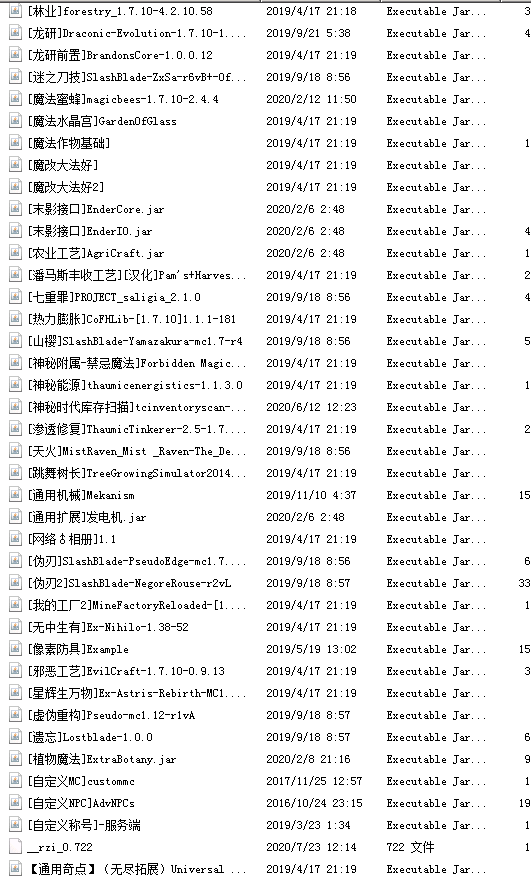 [林业]forestry_1.7.10-4.2.10.58 2019/4/17 21:18 Executable Jar... 3
[龙研]Draconic-Evolution-1.7.10-1.... 2019/9/21 5:38 Executable Jar... 4
[龙研前置]BrandonsCore-1.0.0.12 2019/4/17 21:19 Executable Jar...
[迷之刀技]SlashBlade-ZxSa-r6vB+-Of... 2019/9/18 8:56 Executable Jar...
[魔法蜜蜂]magicbees-1.7.10-2.4.4 2020/2/12 11:50 Executable Jar...
[魔法水晶宫]GardenOfGlass 2019/4/17 21:19 Executable Jar...
[魔法作物基础] 2019/4/17 21:19 Executable Jar... 1
[魔改大法好] 2019/4/17 21:19 Executable Jar...
[魔改大法好2] 2019/4/17 21:19 Executable Jar...
[末影接口]EnderCore.jar 2020/2/6 2:48 Executable Jar...
[末影接口]EnderIO.jar 2020/2/6 2:48 Executable Jar... 4
[农业工艺]AgriCraft.jar 2020/2/6 2:48 Executable Jar... 1
[潘马斯丰收工艺][汉化]Pam's+Harves... 2019/4/17 21:19 Executable Jar... 2
[七重罪]PROJECT_saligia_2.1.0 2019/9/18 8:56 Executable Jar... 4
[热力膨胀]CoFHLib-[1.7.10]1.1.1-181 2019/4/17 21:19 Executable Jar...
[山樱]SlashBlade-Yamazakura-mc1.7-r4 2019/9/18 8:56 Executable Jar... 5
[神秘附属-禁忌魔法]Forbidden Magic... 2019/4/17 21:19 Executable Jar...
[神秘能源]thaumicenergistics-1.1.3.0 2019/4/17 21:19 Executable Jar... 1
[神秘时代库存扫描]tcinventoryscan-... 2020/6/12 12:23 Executable Jar...
[渗透修复]ThaumicTinkerer-2.5-1.7.... 2019/4/17 21:19 Executable Jar... 2
[天火]MistRaven_Mist _Raven-The_De... 2019/9/18 8:56 Executable Jar...
[跳舞树长]TreeGrowingSimulator2014... 2019/4/17 21:19 Executable Jar...
[通用机械]Mekanism 2019/11/10 4:37 Executable Jar... 15
[通用扩展]发电机.jar 2020/2/6 2:48 Executable Jar...
[网络相册]1.1 2019/4/17 21:19 Executable Jar...
[伪刃]SlashBlade-PseudoEdge-mc1.7.... 2019/9/18 8:56 Executable Jar... 6
[伪刃2]SlashBlade-NegoreRouse-r2vL 2019/9/18 8:57 Executable Jar... 33
[我的工厂2]MineFactoryReloaded-[1.... 2019/4/17 21:19 Executable Jar... 1
[无中生有]Ex-Nihilo-1.38-52 2019/4/17 21:19 Executable Jar...
[像素防具]Example 2019/5/19 13:02 Executable Jar... 15
[邪恶工艺]EvilCraft-1.7.10-0.9.13 2019/4/17 21:19 Executable Jar... 3
[星辉生万物]Ex-Astris-Rebirth-MC1.... 2019/4/17 21:19 Executable Jar...
[虚伪重构]Pseudo-mc1.12-r1vA 2019/9/18 8:57 Executable Jar...
[遗忘]Lostblade-1.0.0 2019/9/18 8:57 Executable Jar... 6
[植物魔法]ExtraBotany.jar 2020/2/8 21:16 Executable Jar... 9
[自定义MC]custommc 2017/11/25 12:57 Executable Jar... 1
[自定义NPC]AdvNPCs 2016/10/24 23:15 Executable Jar... 19
[自定义称号]-服务端 2019/3/23 1:34 Executable Jar... 1
__rzi_0.722 2020/7/23 12:14 722 文件 1
【通用奇点】（无尽拓展）Universal ... 2019/4/17 21:19 Executable Jar...